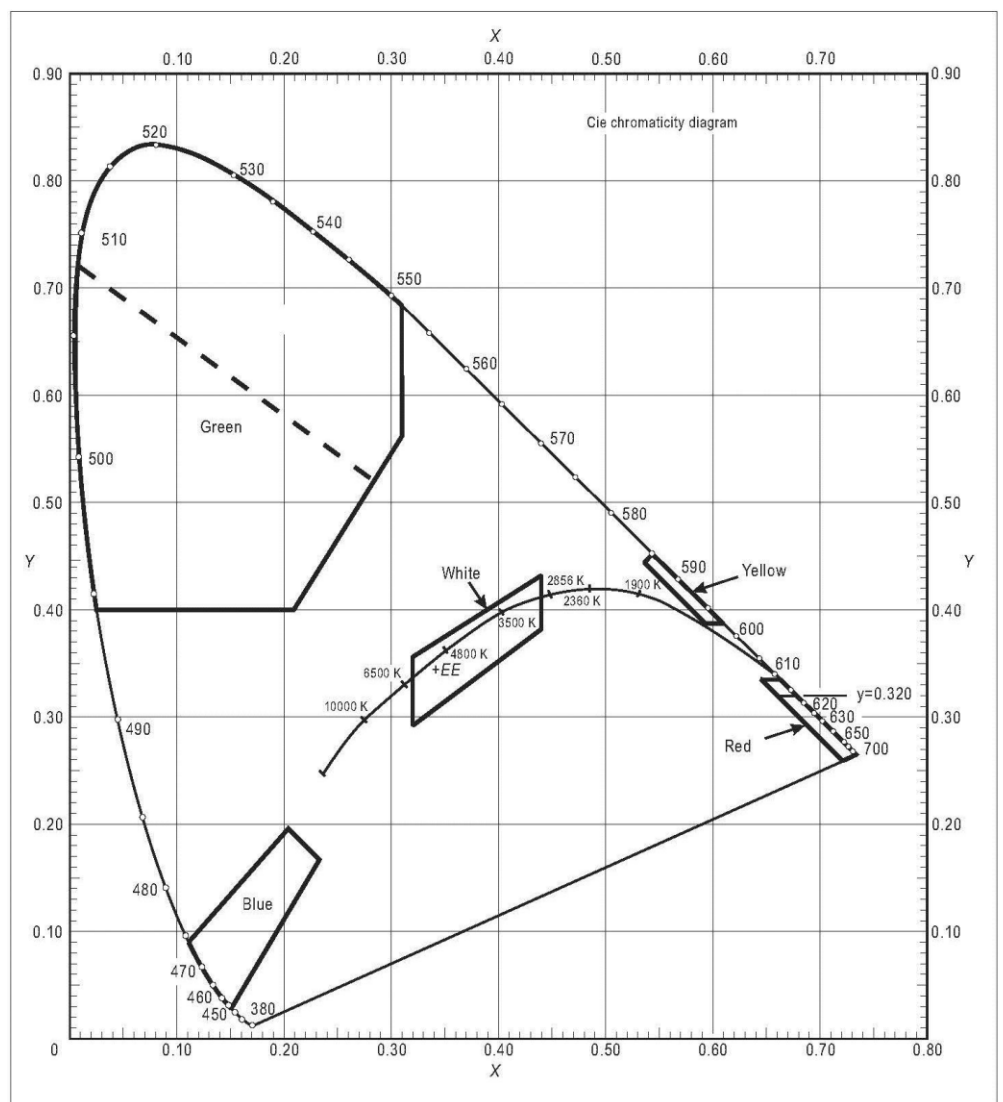 X
0.10 0.20 0.30 0.40 0.50 0.60 0.70
0.90 0.90
Cie chromaticity diagram
520
530
0.80 0.80
540
510
550
0.70 0.70
560
0.60 0.60
Green
570
500
0.50 580 0.50
Y Y
White 2856 K 1900 K 590 Yellow
2360 K
0.40 0.40
3500 K 600
4800 K
6500 K +EE 610
10000 K 620 y=0.320
0.30 630 0.30
490 Red 650
700
0.20 0.20
480
Blue
0.10 0.10
470
460
450 380
0 0.10 0.20 0.30 0.40 0.50 0.60 0.70 0.80
X